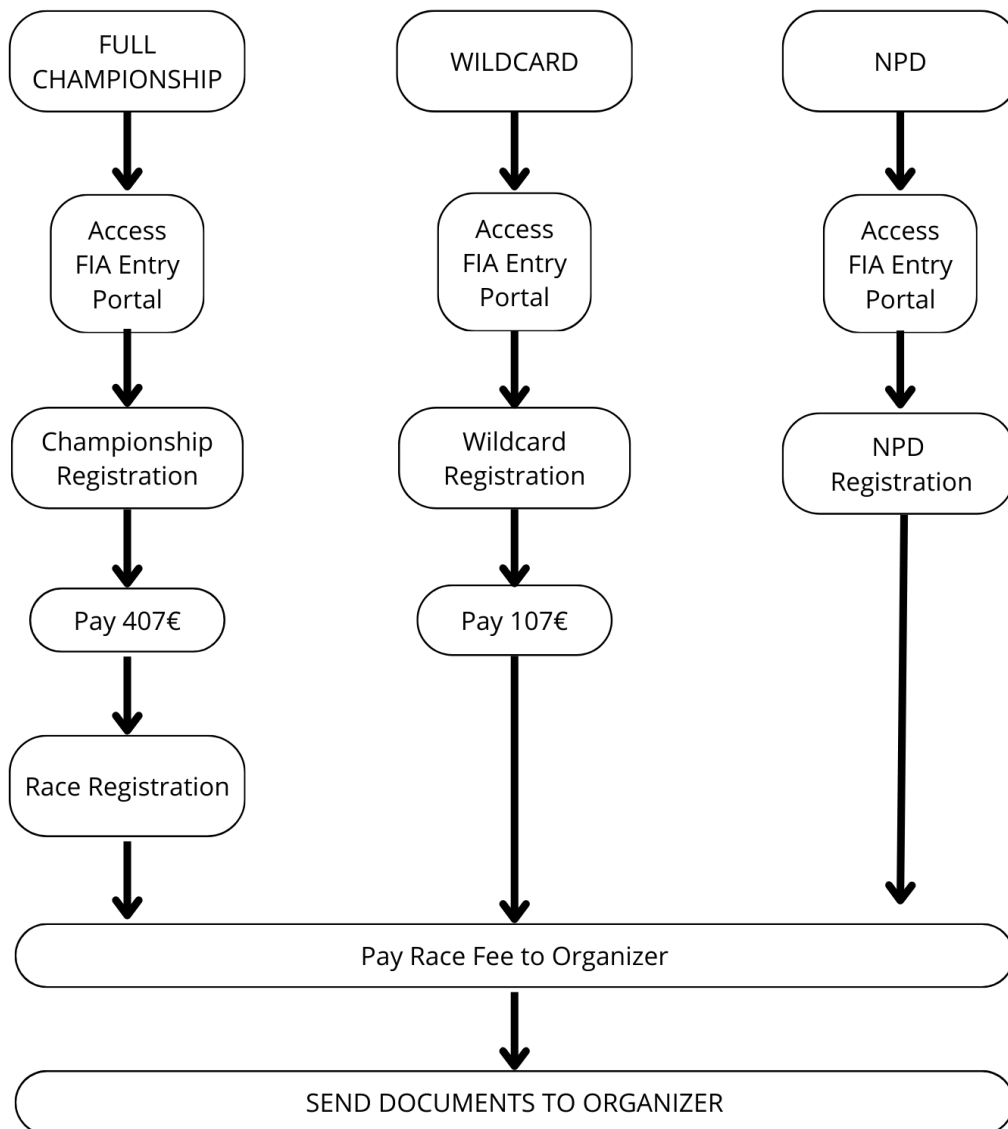 FULL
CHAMPIONSHIP
Access
FIA Entry
Portal
Championship
Registration
Pay 407€
Race Registration
WILDCARD
Access
FIA Entry
Portal
Wildcard
Registration
Pay 107€
NPD
Access
FIA Entry
Portal
NPD
Registration
Pay Race Fee to Organizer
SEND DOCUMENTS TO ORGANIZER